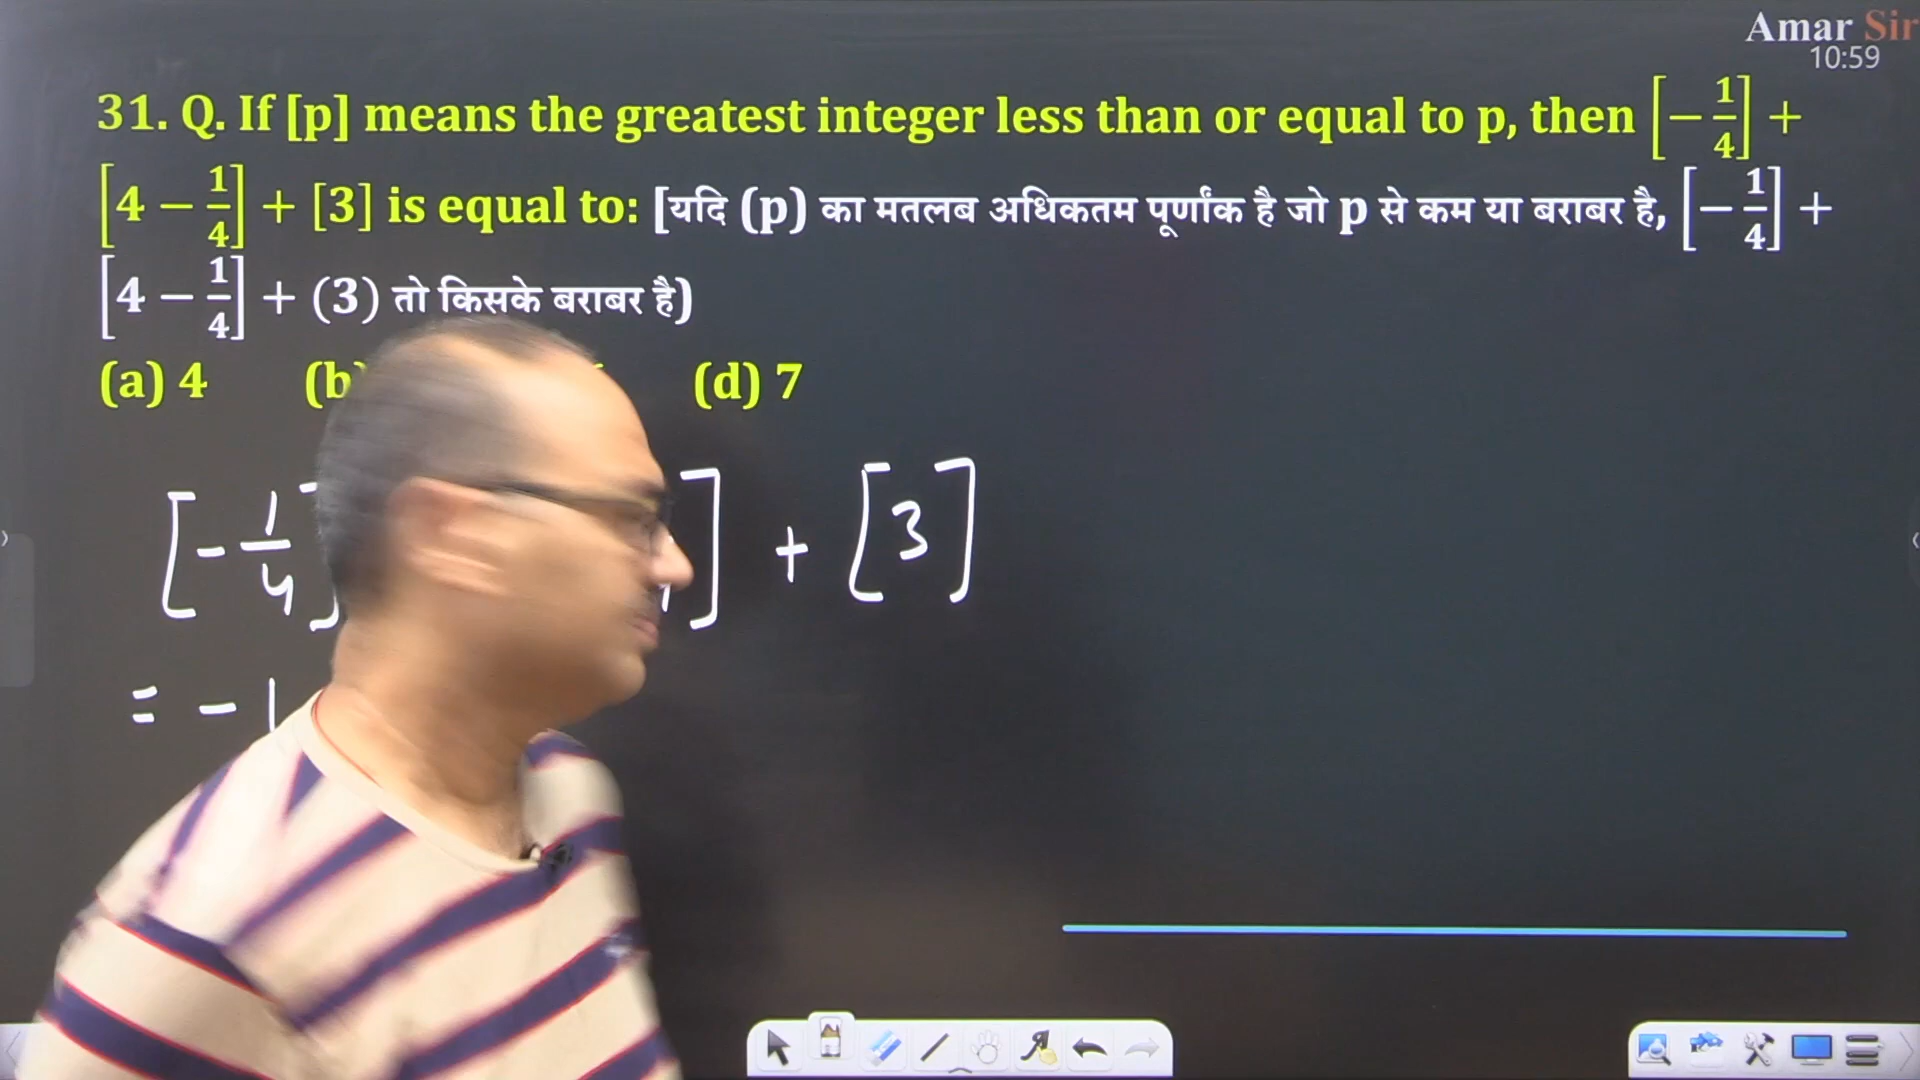 Amar Sir
10:59
31. Q. If [p] means the greatest integer less than or equal to p, then [−1/4] +
[4 − 1/4] + [3] is equal to: [यदि (p) का मतलब अधिकतम पूर्णांक है जो p से कम या बराबर है, [−1/4] +
[4 − 1/4] + (3) तो किसके बराबर है)
(a) 4 (b) (d) 7
[-1/4] ] + [3]
= -1